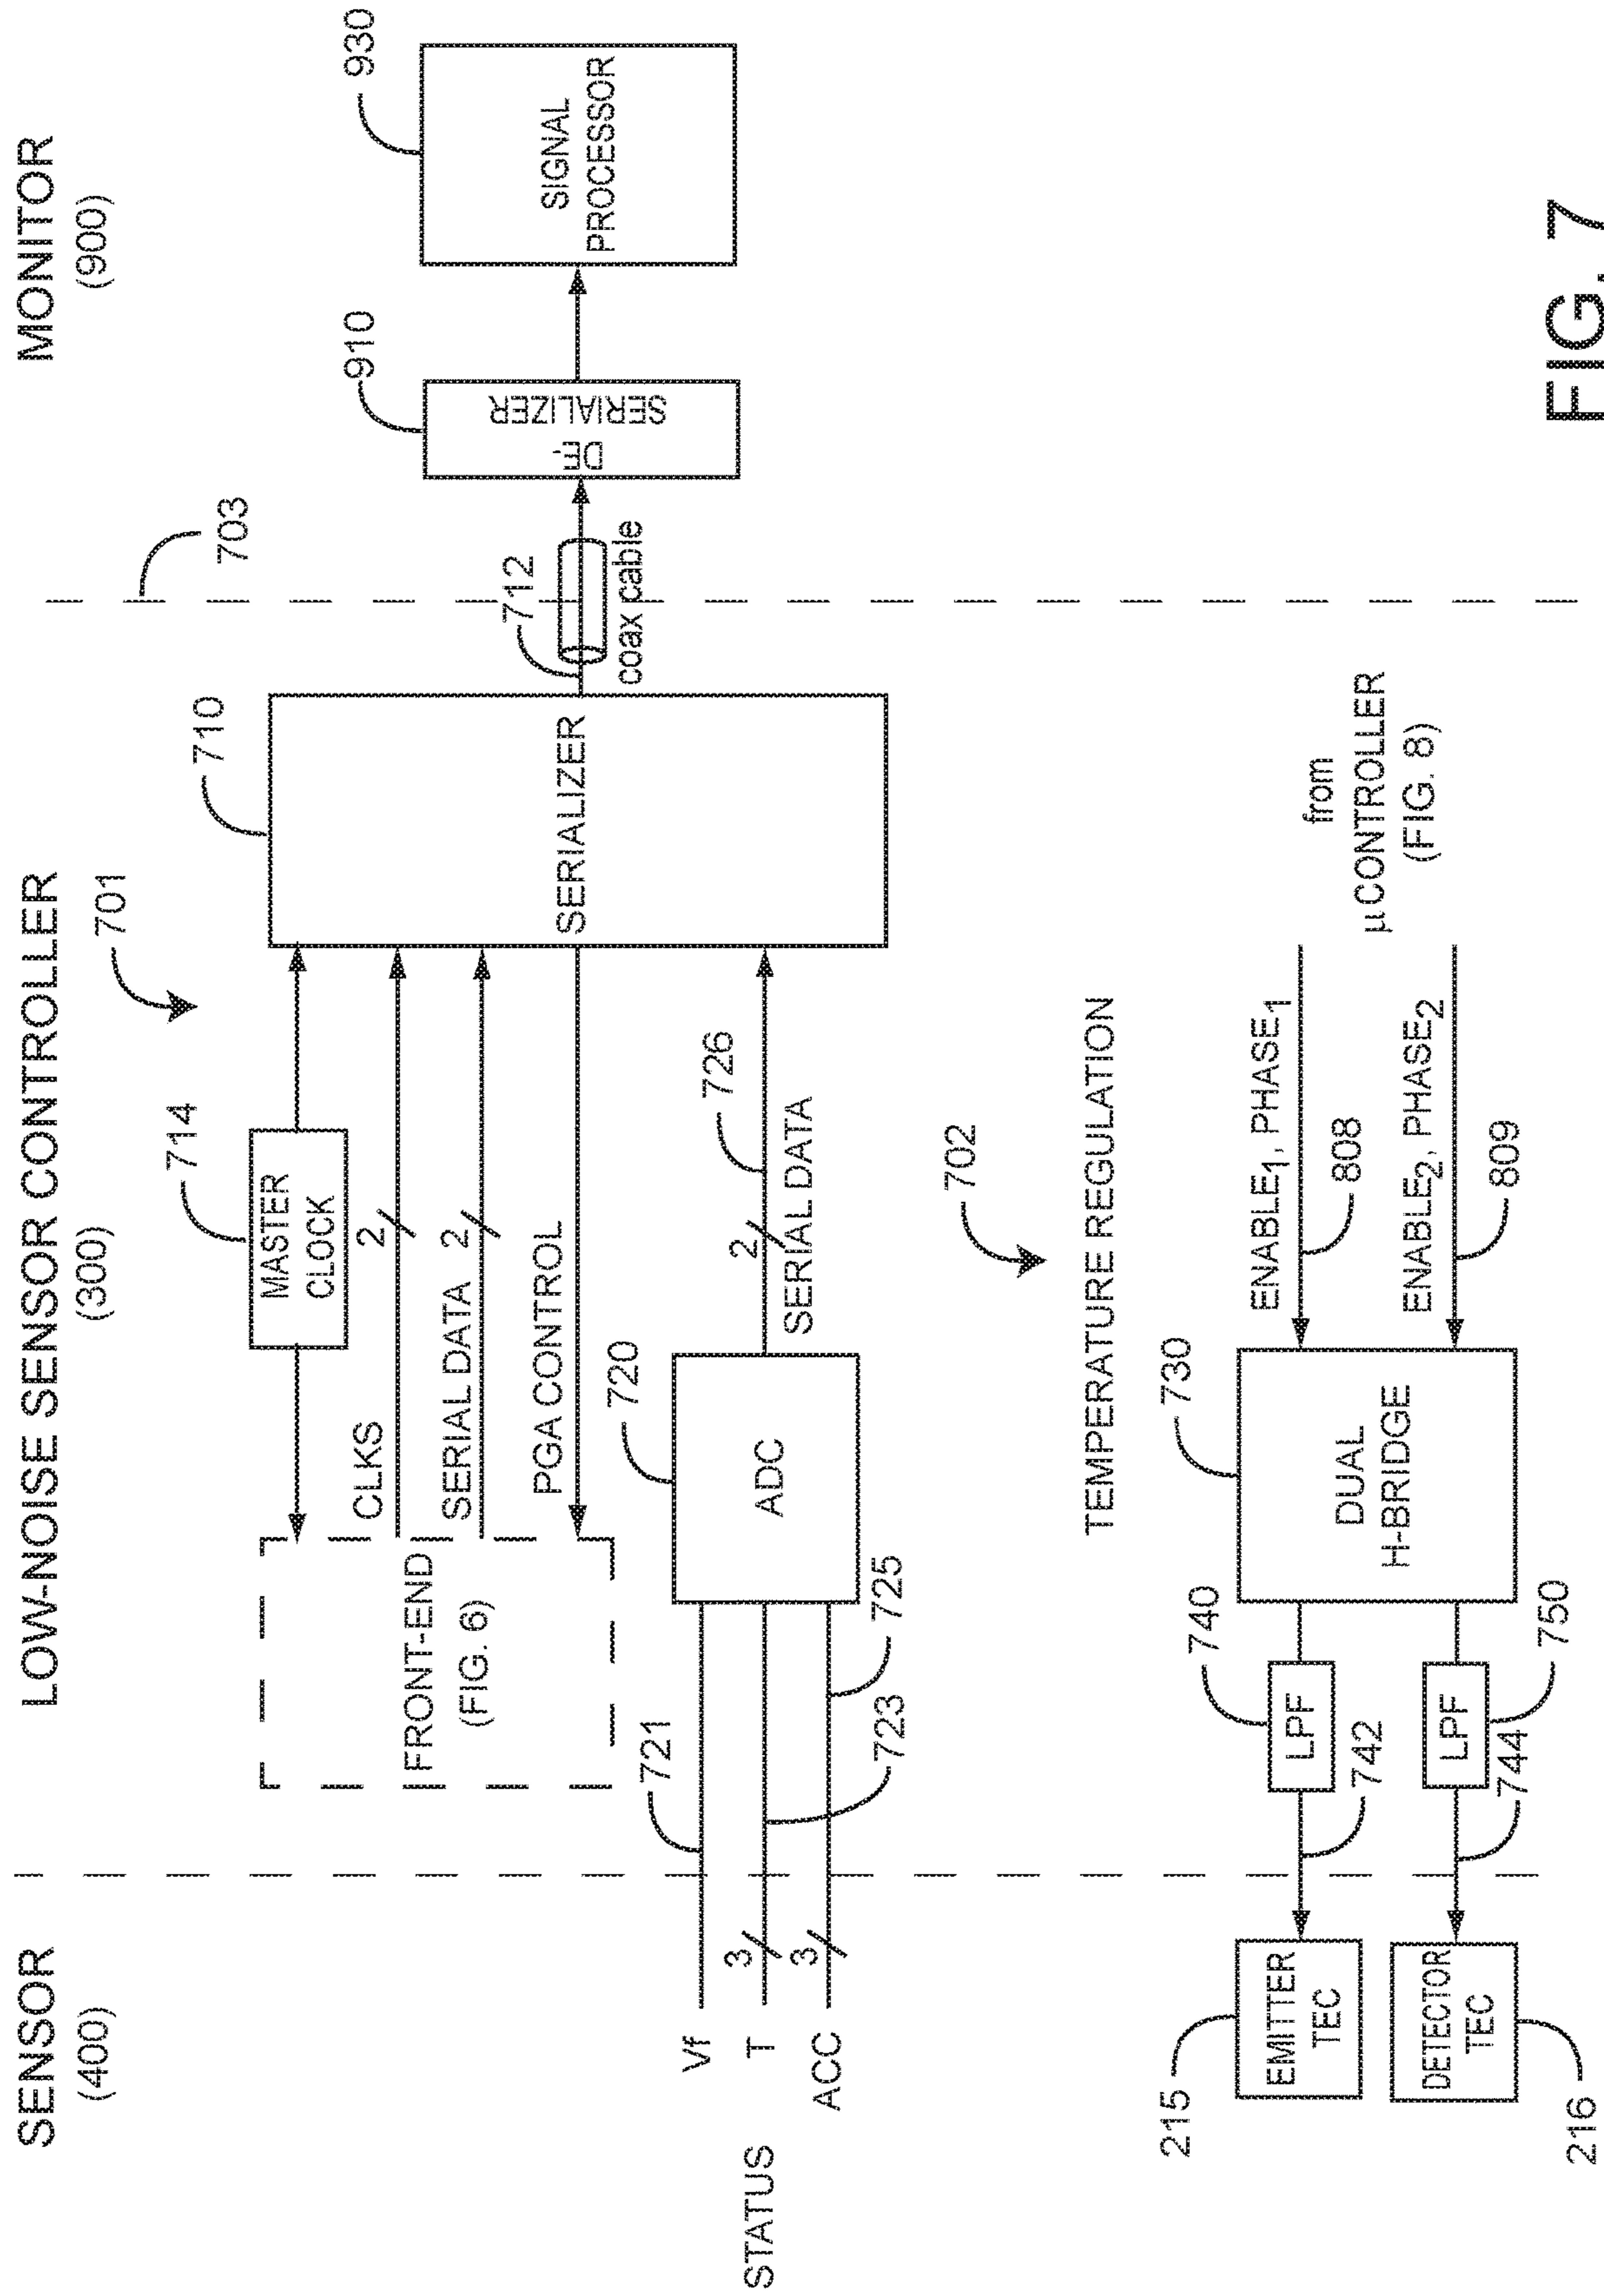 SENSOR
(400)
LOW-NOISE SENSOR CONTROLLER
(300)
MONITOR
(900)
701
703
714
MASTER
CLOCK
710
SERIALIZER
712
coax cable
910
DE-
SERIALIZER
930
SIGNAL
PROCESSOR
FRONT-END
(FIG. 6)
CLKS
2
SERIAL DATA
2
PGA CONTROL
STATUS
Vf
T
ACC
3
3
721
723
725
720
ADC
2
726
SERIAL DATA
702
TEMPERATURE REGULATION
215
EMITTER
TEC
216
DETECTOR
TEC
742
744
740
LPF
750
LPF
730
DUAL
H-BRIDGE
ENABLE1, PHASE1
808
ENABLE2, PHASE2
809
from
µCONTROLLER
(FIG. 8)
FIG. 7